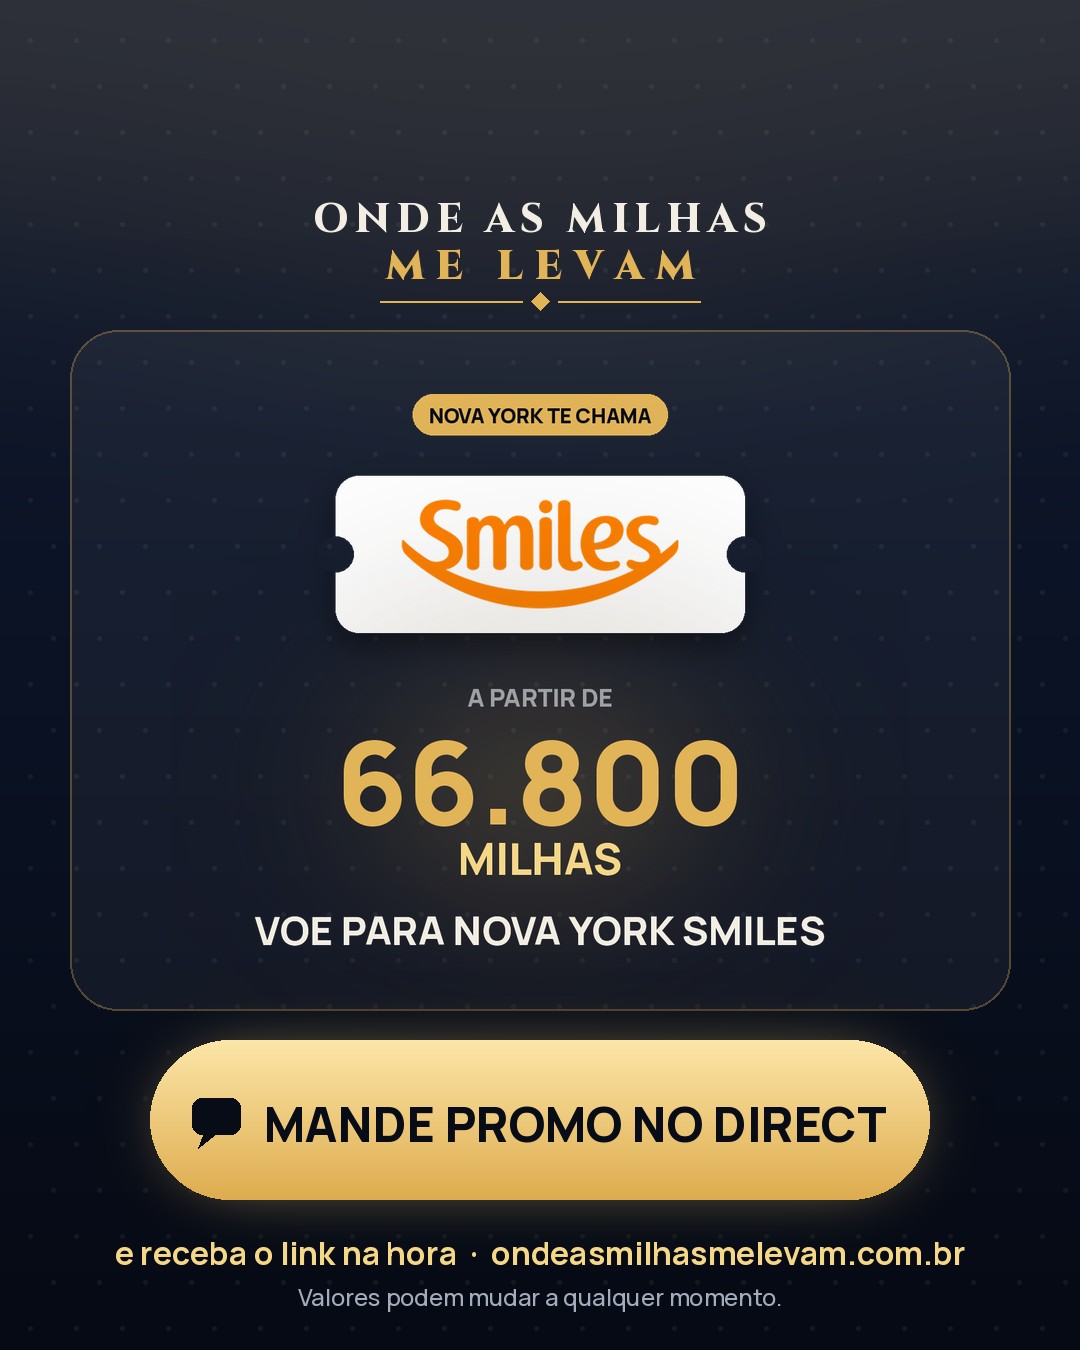 ONDE AS MILHAS
ME LEVAM
NOVA YORK TE CHAMA
Smiles
A PARTIR DE
66.800
MILHAS
VOE PARA NOVA YORK SMILES
MANDE PROMO NO DIRECT
e receba o link na hora · ondeasmilhasmelevam.com.br
Valores podem mudar a qualquer momento.